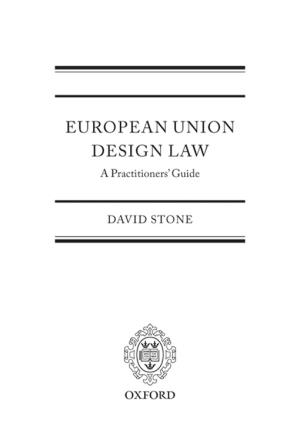 EUROPEAN UNION
DESIGN LAW
A Practitioners' Guide
DAVID STONE
OXFORD